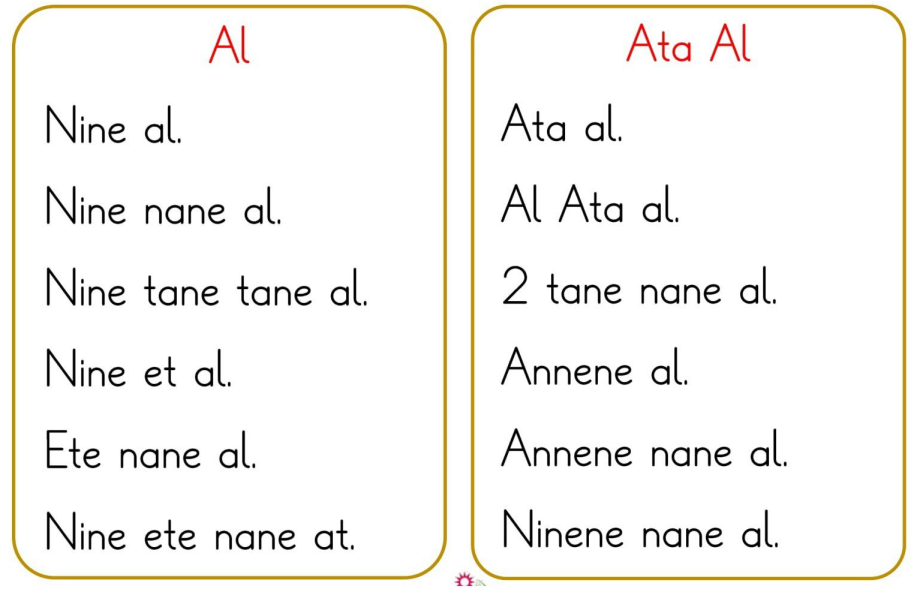 Al
Nine al.
Nine nane al.
Nine tane tane al.
Nine et al.
Ete nane al.
Nine ete nane at.
Ata Al
Ata al.
Al Ata al.
2 tane nane al.
Annene al.
Annene nane al.
Ninene nane al.